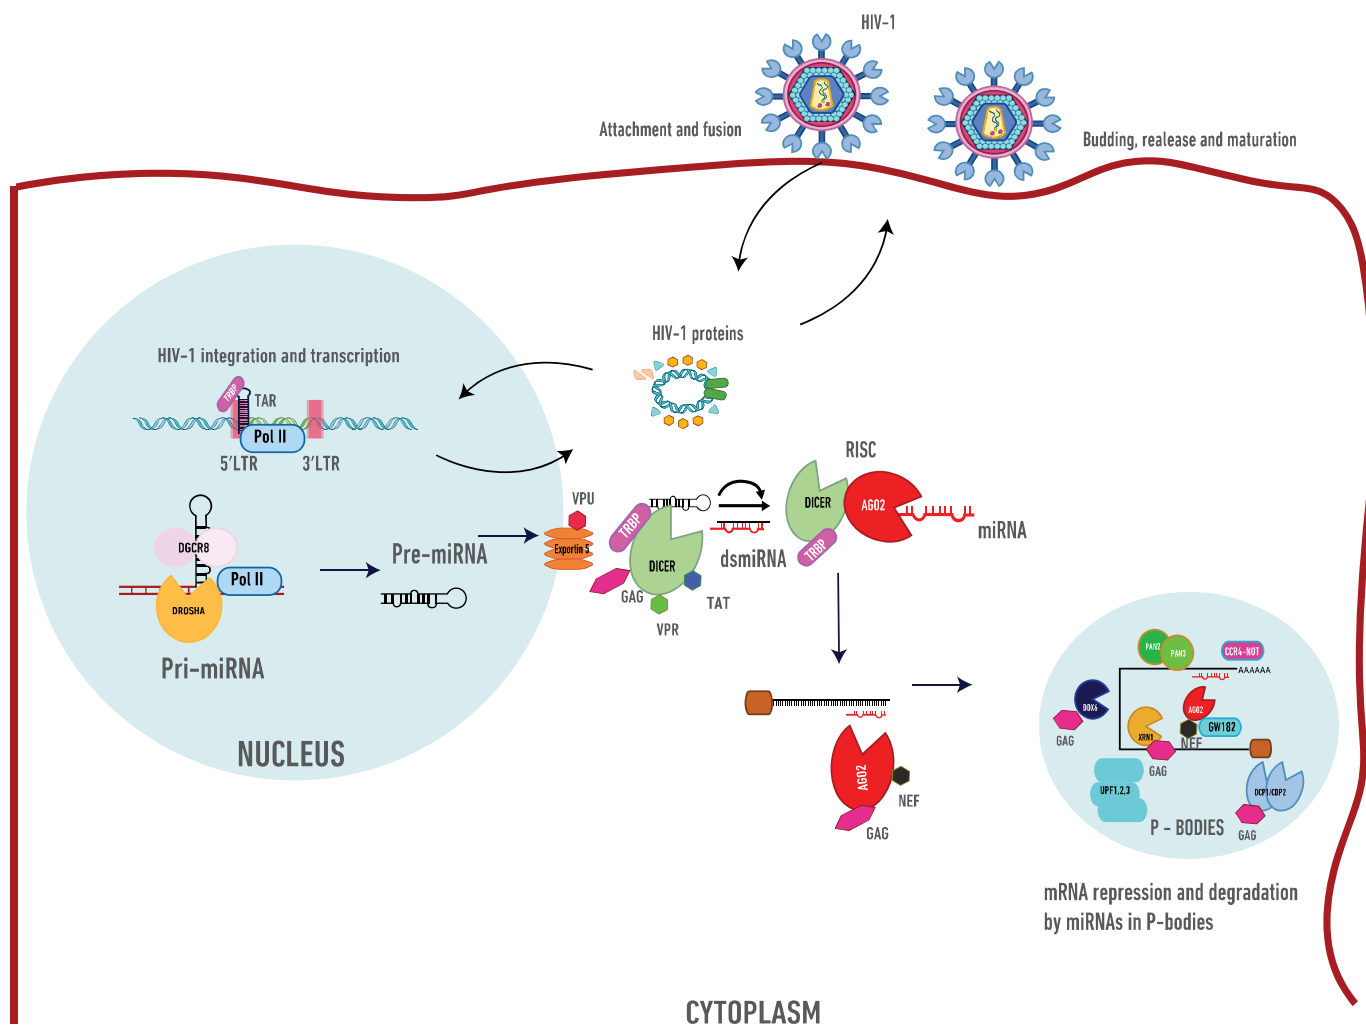 HIV-1
Attachment and fusion
Budding, realease and maturation
HIV-1 proteins
HIV-1 integration and transcription
TRBP
TAR
Pol II
5'LTR
3'LTR
DGCR8
Pol II
DROSHA
Pri-miRNA
Pre-miRNA
NUCLEUS
VPU
Exportin 5
TRBP
DICER
GAG
TAT
VPR
dsmiRNA
RISC
DICER
AGO2
TRBP
miRNA
AGO2
NEF
GAG
PAN2
PAN3
CCR4-NOT
AAAAAA
DDX6
GAG
AGO2
GW182
NEF
XRN1
GAG
UPF1,2,3
DCP1/CDP2
GAG
P - BODIES
mRNA repression and degradation
by miRNAs in P-bodies
CYTOPLASM